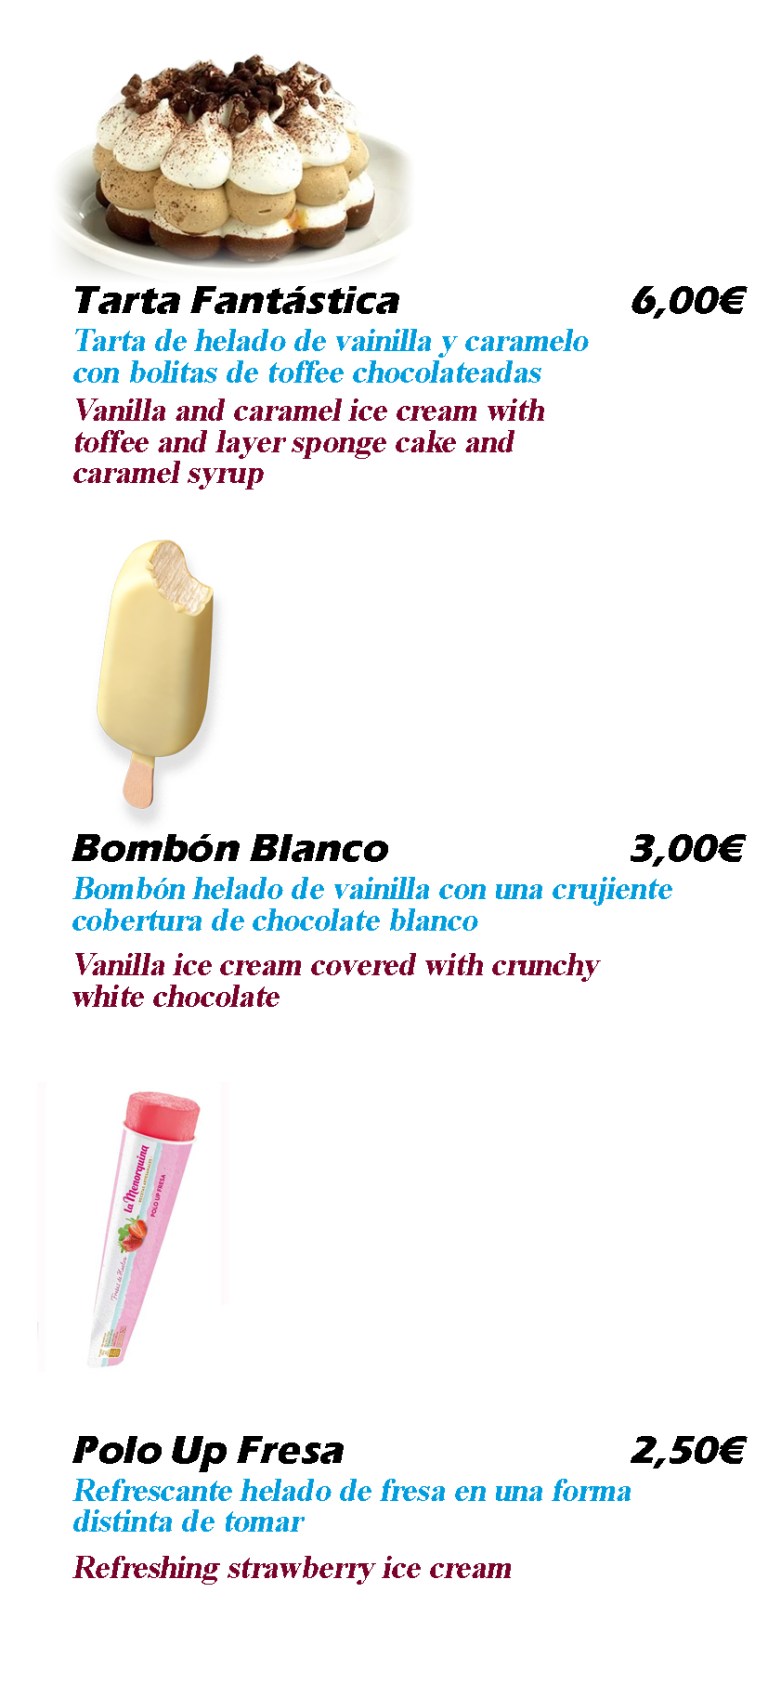 Tarta Fantástica 6,00€
Tarta de helado de vainilla y caramelo
con bolitas de toffee chocolateadas
Vanilla and caramel ice cream with
toffee and layer sponge cake and
caramel syrup
Bombón Blanco 3,00€
Bombón helado de vainilla con una crujiente
cobertura de chocolate blanco
Vanilla ice cream covered with crunchy
white chocolate
la Menorquina
POLO UP FRESA
Polo Up Fresa 2,50€
Refrescante helado de fresa en una forma
distinta de tomar
Refreshing strawberry ice cream